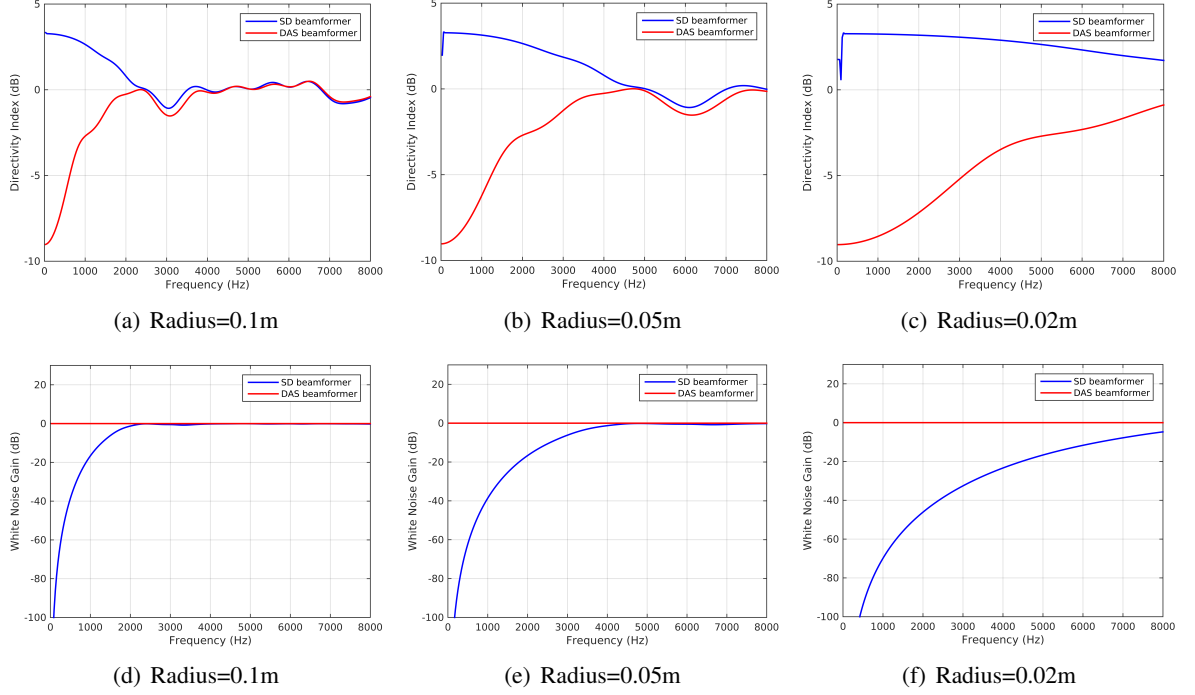 5
0
-5
-10
Directivity Index (dB)
0 1000 2000 3000 4000 5000 6000 7000 8000
Frequency (Hz)
SD beamformer
DAS beamformer
(a) Radius=0.1m
5
0
-5
-10
Directivity Index (dB)
0 1000 2000 3000 4000 5000 6000 7000 8000
Frequency (Hz)
SD beamformer
DAS beamformer
(b) Radius=0.05m
5
0
-5
-10
Directivity Index (dB)
0 1000 2000 3000 4000 5000 6000 7000 8000
Frequency (Hz)
SD beamformer
DAS beamformer
(c) Radius=0.02m
20
0
-20
-40
-60
-80
-100
White Noise Gain (dB)
0 1000 2000 3000 4000 5000 6000 7000 8000
Frequency (Hz)
SD beamformer
DAS beamformer
(d) Radius=0.1m
20
0
-20
-40
-60
-80
-100
White Noise Gain (dB)
0 1000 2000 3000 4000 5000 6000 7000 8000
Frequency (Hz)
SD beamformer
DAS beamformer
(e) Radius=0.05m
20
0
-20
-40
-60
-80
-100
White Noise Gain (dB)
0 1000 2000 3000 4000 5000 6000 7000 8000
Frequency (Hz)
SD beamformer
DAS beamformer
(f) Radius=0.02m